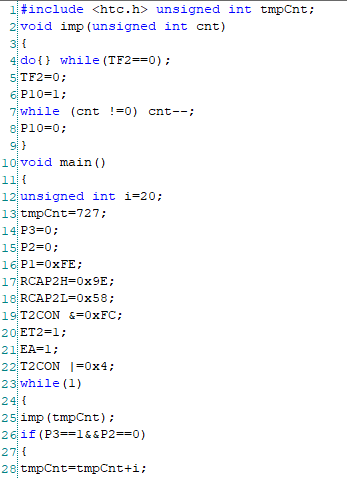 1 #include <htc.h> unsigned int tmpCnt;
2 void imp(unsigned int cnt)
3 {
4 do{} while(TF2==0);
5 TF2=0;
6 P10=1;
7 while (cnt !=0) cnt--;
8 P10=0;
9 }
10 void main()
11 {
12 unsigned int i=20;
13 tmpCnt=727;
14 P3=0;
15 P2=0;
16 P1=0xFE;
17 RCAP2H=0x9E;
18 RCAP2L=0x58;
19 T2CON &=0xFC;
20 ET2=1;
21 EA=1;
22 T2CON |=0x4;
23 while(1)
24 {
25 imp(tmpCnt);
26 if(P3==1&&P2==0)
27 {
28 tmpCnt=tmpCnt+i;